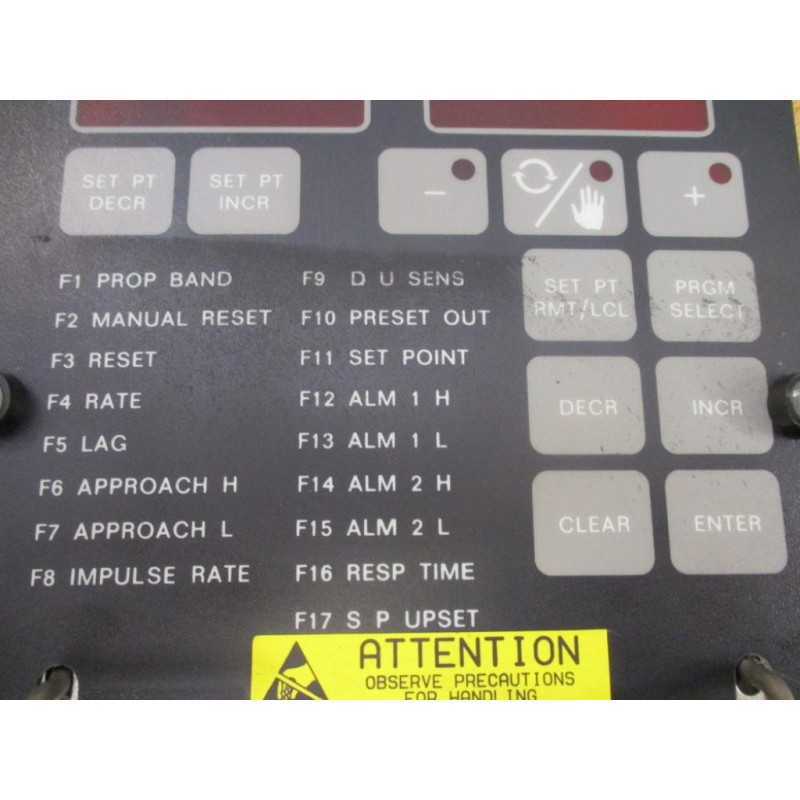 SET PT
DECR
SET PT
INCR
−
+
F1 PROP BAND
F2 MANUAL RESET
F3 RESET
F4 RATE
F5 LAG
F6 APPROACH H
F7 APPROACH L
F8 IMPULSE RATE
F9 D U SENS
F10 PRESET OUT
F11 SET POINT
F12 ALM 1 H
F13 ALM 1 L
F14 ALM 2 H
F15 ALM 2 L
F16 RESP TIME
F17 S P UPSET
SET PT
RMT/LCL
PRGM
SELECT
DECR
INCR
CLEAR
ENTER
ATTENTION
OBSERVE PRECAUTIONS
FOR HANDLING